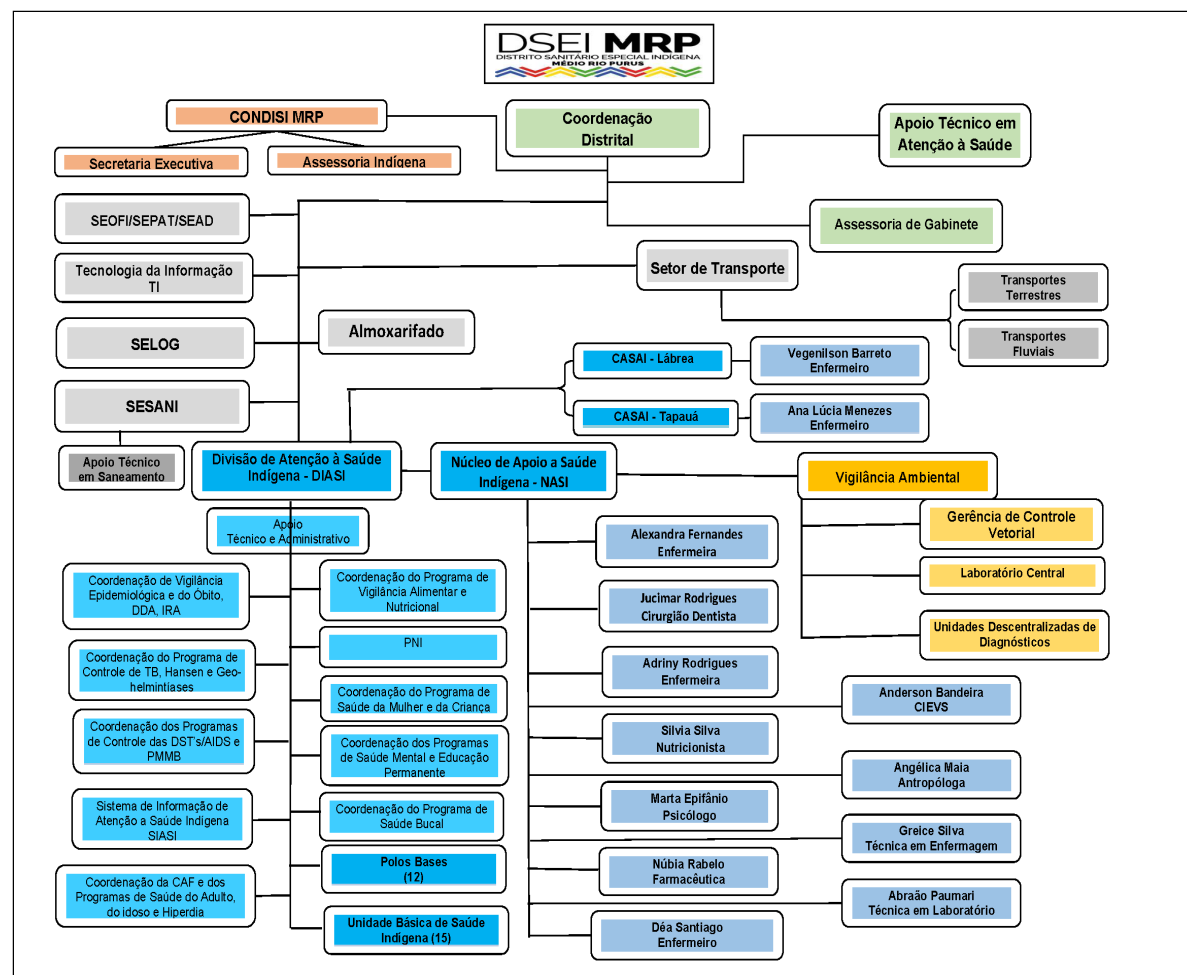 DSEI MRP
DISTRITO SANITÁRIO ESPECIAL INDÍGENA
MÉDIO RIO PURUS
CONDISI MRP
Secretaria Executiva
Assessoria Indígena
Coordenação
Distrital
Apoio Técnico em
Atenção à Saúde
Assessoria de Gabinete
SEOFI/SEPAT/SEAD
Tecnologia da Informação
TI
Setor de Transporte
Transportes
Terrestres
Transportes
Fluviais
SELOG
Almoxarifado
SESANI
Apoio Técnico
em Saneamento
CASAI - Lábrea
Vegenilson Barreto
Enfermeiro
CASAI - Tapauá
Ana Lúcia Menezes
Enfermeiro
Divisão de Atenção à Saúde
Indígena - DIASI
Núcleo de Apoio a Saúde
Indígena - NASI
Vigilância Ambiental
Gerência de Controle
Vetorial
Laboratório Central
Unidades Descentralizadas de
Diagnósticos
Apoio
Técnico e Administrativo
Coordenação de Vigilância
Epidemiológica e do Óbito,
DDA, IRA
Coordenação do Programa de
Controle de TB, Hansen e Geo-
helmintíases
Coordenação dos Programas
de Controle das DST's/AIDS e
PMMB
Sistema de Informação de
Atenção a Saúde Indígena
SIASI
Coordenação da CAF e dos
Programas de Saúde do Adulto,
do idoso e Hiperdia
Coordenação do Programa de
Vigilância Alimentar e
Nutricional
PNI
Coordenação do Programa de
Saúde da Mulher e da Criança
Coordenação dos Programas
de Saúde Mental e Educação
Permanente
Coordenação do Programa de
Saúde Bucal
Polos Bases
(12)
Unidade Básica de Saúde
Indígena (15)
Alexandra Fernandes
Enfermeira
Jucimar Rodrigues
Cirurgião Dentista
Adriny Rodrigues
Enfermeira
Silvia Silva
Nutricionista
Marta Epifânio
Psicólogo
Núbia Rabelo
Farmacêutica
Déa Santiago
Enfermeiro
Anderson Bandeira
CIEVS
Angélica Maia
Antropóloga
Greice Silva
Técnica em Enfermagem
Abraão Paumari
Técnica em Laboratório